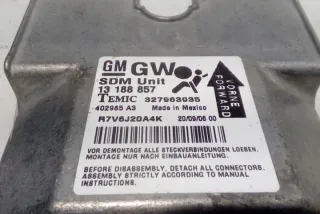 GM GW
SDM Unit
13 188 857
TEMIC 327963935
402985 A3 Made in Mexico
VORNE
FORWARD
R7V6J20A4K 20/09/06 00
VOR DEMONTAGE ALLE STECKVERBINDUNGEN LOESEN.
MONTAGE NUR NACH EINBAUANLEITUNG.
BEFORE DISASSEMBLY, DETACH ALL CONNECTORS.
ASSEMBLY STRICTLY ACCORDING TO MANUAL
INSTRUCTIONS.